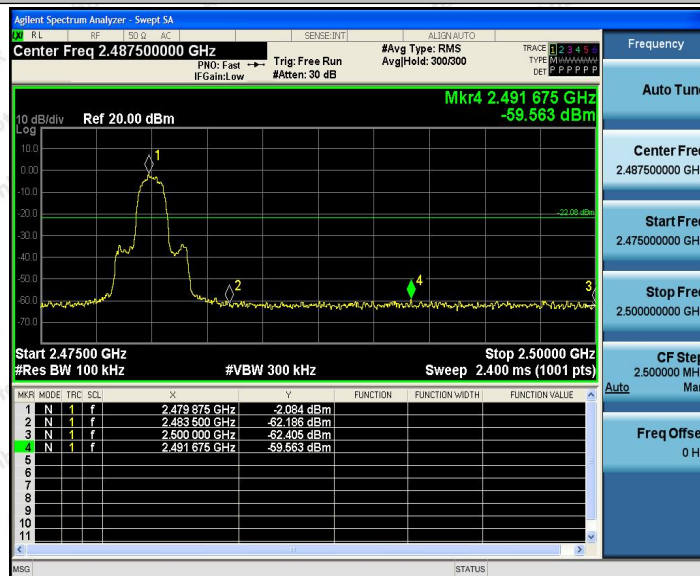 Agilent Spectrum Analyzer - Swept SA
LXI RL RF 50 Ω AC SENSE:INT ALIGN AUTO
Center Freq 2.487500000 GHz #Avg Type: RMS TRACE 1 2 3 4 5 6
PNO: Fast Trig: Free Run Avg|Hold: 300/300 TYPE M WWWWW
IFGain:Low #Atten: 30 dB DET P P P P P P
Mkr4 2.491 675 GHz
10 dB/div Ref 20.00 dBm -59.563 dBm
Log
10.0
0.00
-10.0
-20.0
-22.08 dBm
-30.0
-40.0
-50.0
-60.0
-70.0
1
2
4
3
Start 2.47500 GHz Stop 2.50000 GHz
#Res BW 100 kHz #VBW 300 kHz Sweep 2.400 ms (1001 pts)
MKR MODE TRC SCL X Y FUNCTION FUNCTION WIDTH FUNCTION VALUE
1 N 1 f 2.479 875 GHz -2.084 dBm
2 N 1 f 2.483 500 GHz -62.186 dBm
3 N 1 f 2.500 000 GHz -62.405 dBm
4 N 1 f 2.491 675 GHz -59.563 dBm
5
6
7
8
9
10
11
MSG STATUS
Frequency
Auto Tun
Center Fre
2.487500000 GH
Start Fre
2.475000000 GH
Stop Fre
2.500000000 GH
CF Step
2.500000 MH
Auto Ma
Freq Offse
0 H